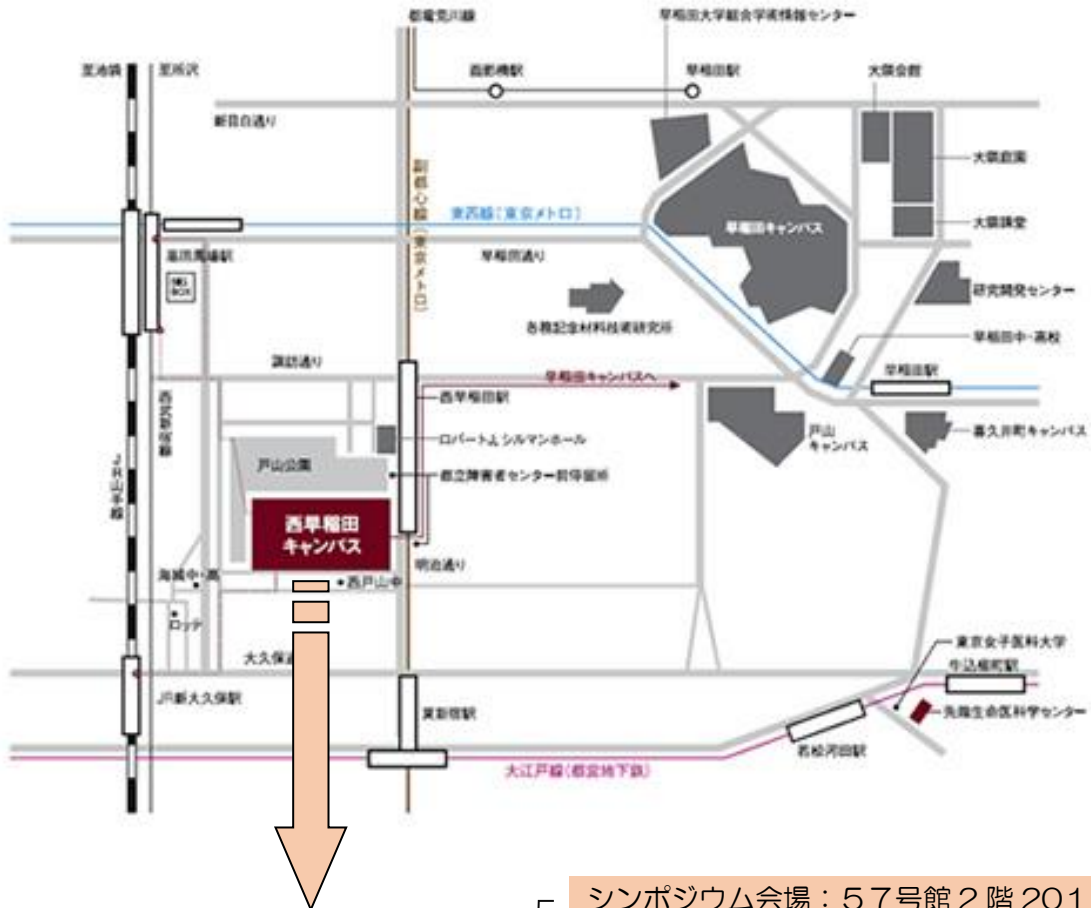 都電荒川線
早稲田大学総合学術情報センター
至池袋
至所沢
面影橋駅
早稲田駅
大隈会館
新目白通り
大隈庭園
副都心線（東京メトロ）
東西線（東京メトロ）
早稲田キャンパス
大隈講堂
高田馬場駅
早稲田通り
BIG
BOX
研究開発センター
各務記念材料技術研究所
早稲田中・高校
諏訪通り
早稲田キャンパスへ
早稲田駅
西武新宿線
西早稲田駅
ロバートJ.シルマンホール
戸山
キャンパス
喜久井町キャンパス
JR山手線
戸山公園
都立障害者センター前停留所
西早稲田
キャンパス
明治通り
海城中・高
西戸山中
ロッテ
大久保通
東京女子医科大学
牛込柳町駅
JR新大久保駅
東新宿駅
先端生命医科学センター
若松河田駅
大江戸線（都営地下鉄）
シンポジウム会場：５７号館２階201